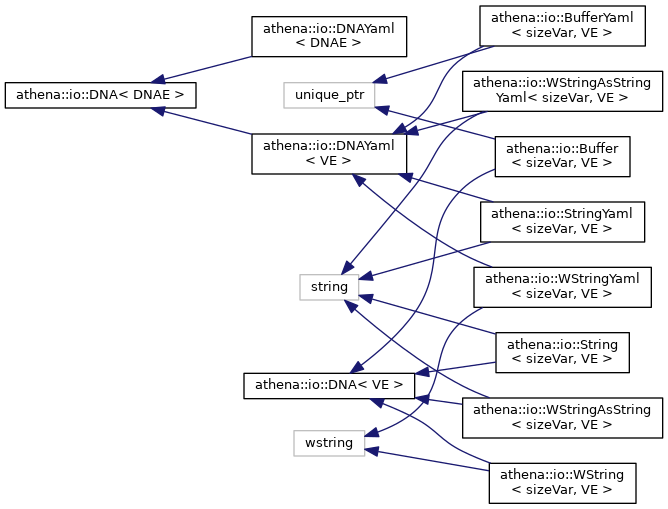 athena::io::DNA< DNAE >
athena::io::DNAYaml
< DNAE >
unique_ptr
athena::io::DNAYaml
< VE >
string
athena::io::DNA< VE >
wstring
athena::io::BufferYaml
< sizeVar, VE >
athena::io::WStringAsString
Yaml< sizeVar, VE >
athena::io::Buffer
< sizeVar, VE >
athena::io::StringYaml
< sizeVar, VE >
athena::io::WStringYaml
< sizeVar, VE >
athena::io::String
< sizeVar, VE >
athena::io::WStringAsString
< sizeVar, VE >
athena::io::WString
< sizeVar, VE >